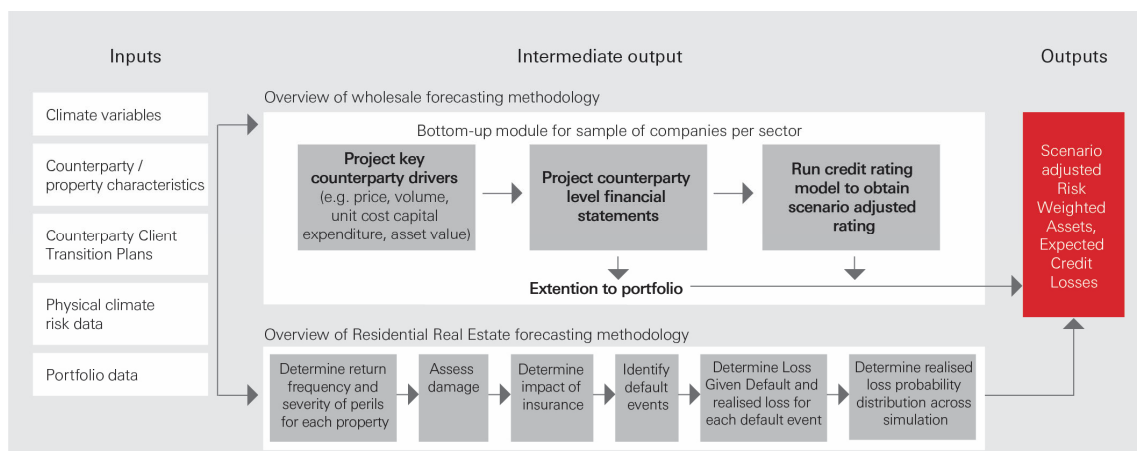 Inputs
Intermediate output
Outputs
Climate variables
Counterparty /
property characteristics
Counterparty Client
Transition Plans
Physical climate
risk data
Portfolio data
Overview of wholesale forecasting methodology
Bottom-up module for sample of companies per sector
Project key
counterparty drivers
(e.g. price, volume,
unit cost capital
expenditure, asset value)
Project counterparty
level financial
statements
Run credit rating
model to obtain
scenario adjusted
rating
Extention to portfolio
Overview of Residential Real Estate forecasting methodology
Determine return
frequency and
severity of perils
for each property
Assess
damage
Determine
impact of
insurance
Identify
default
events
Determine Loss
Given Default and
realised loss for
each default event
Determine realised
loss probability
distribution across
simulation
Scenario
adjusted
Risk
Weighted
Assets,
Expected
Credit
Losses